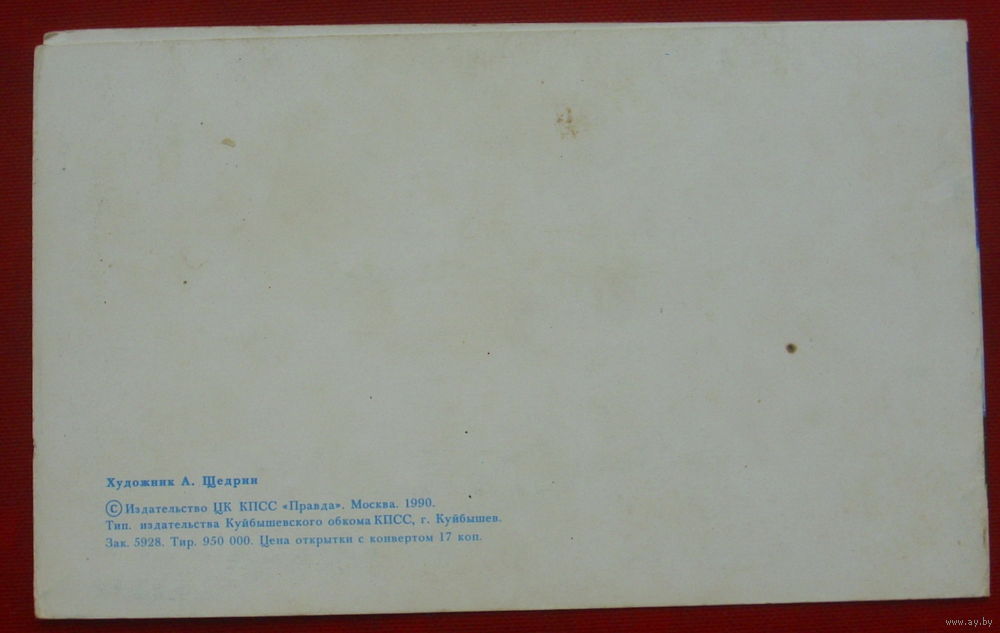 Художник А. Щедрин
© Издательство ЦК КПСС «Правда». Москва. 1990.
Тип. издательства Куйбышевского обкома КПСС, г. Куйбышев.
Зак. 5928. Тир. 950 000. Цена открытки с конвертом 17 коп.
www.ay.by